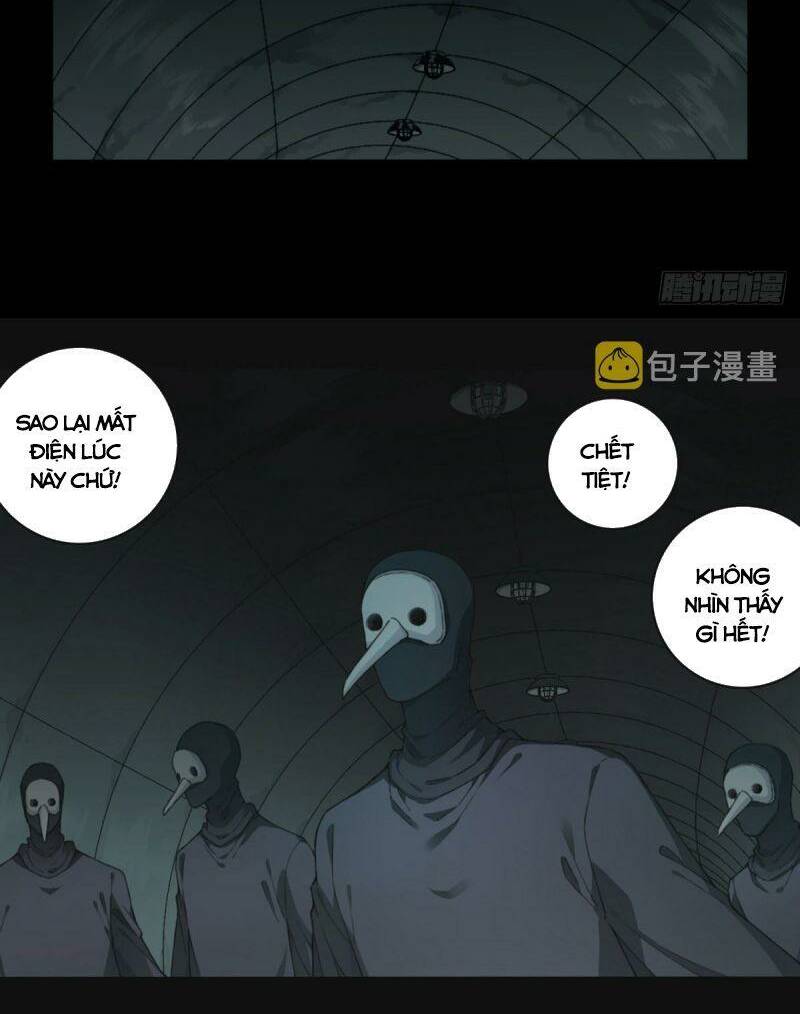 腾讯动漫
包子漫畫
SAO LẠI MẤT
ĐIỆN LÚC
NÀY CHỨ!
CHẾT
TIỆT!
KHÔNG
NHÌN THẤY
GÌ HẾT!